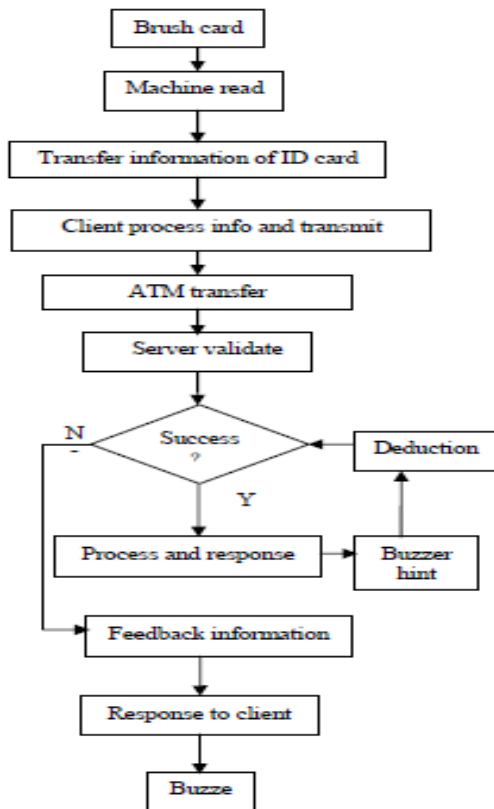 Brush card
Machine read
Transfer information of ID card
Client process info and transmit
ATM transfer
Server validate
N
Success
?
Deduction
Y
Process and response
Buzzer
hint
Feedback information
Response to client
Buzze